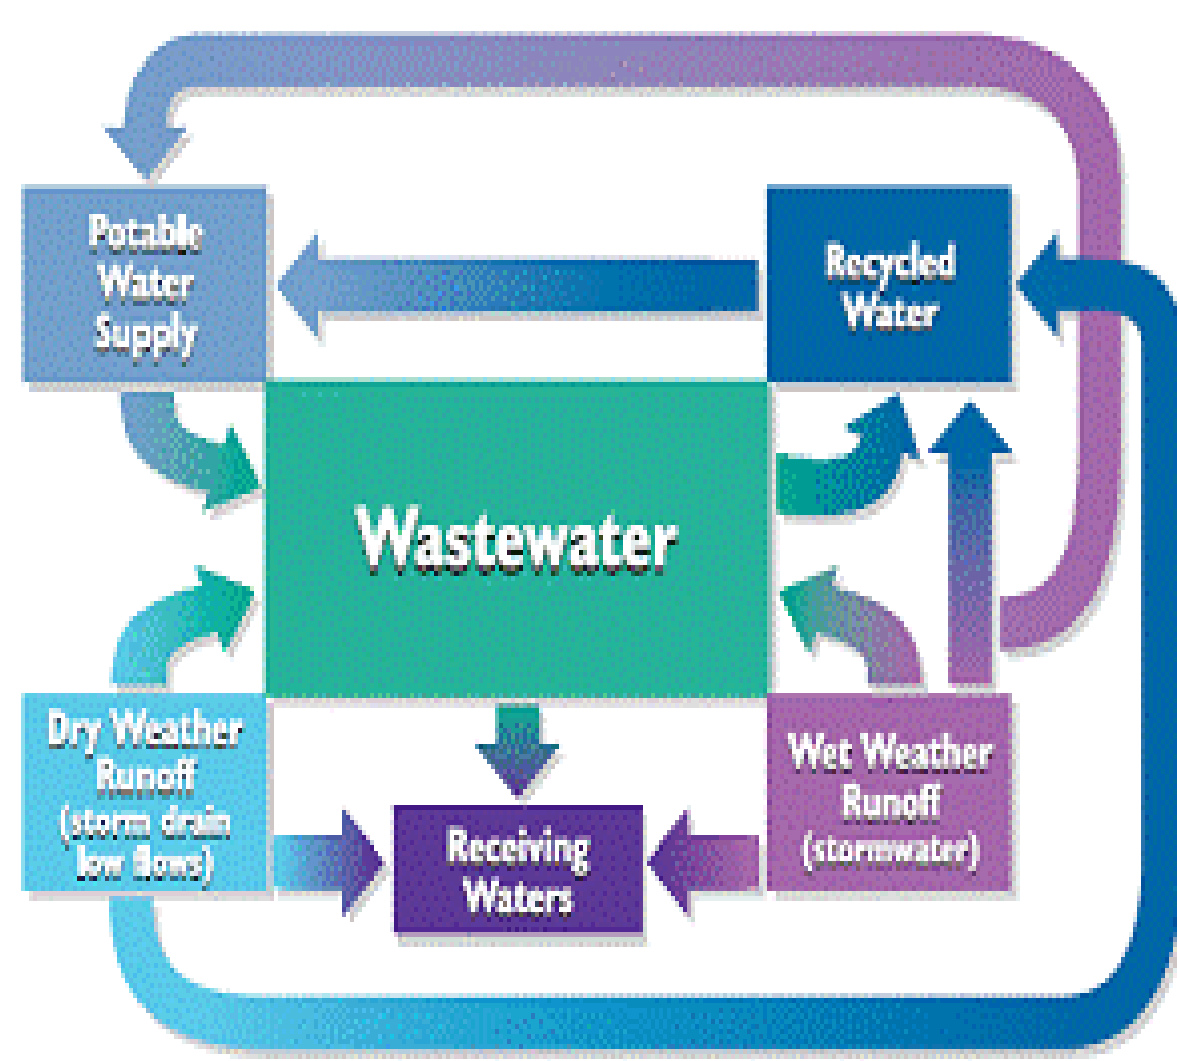 Potable
Water
Supply
Recycled
Water
Wastewater
Dry Weather
Runoff
(storm drain
low flows)
Wet Weather
Runoff
(stormwater)
Receiving
Waters